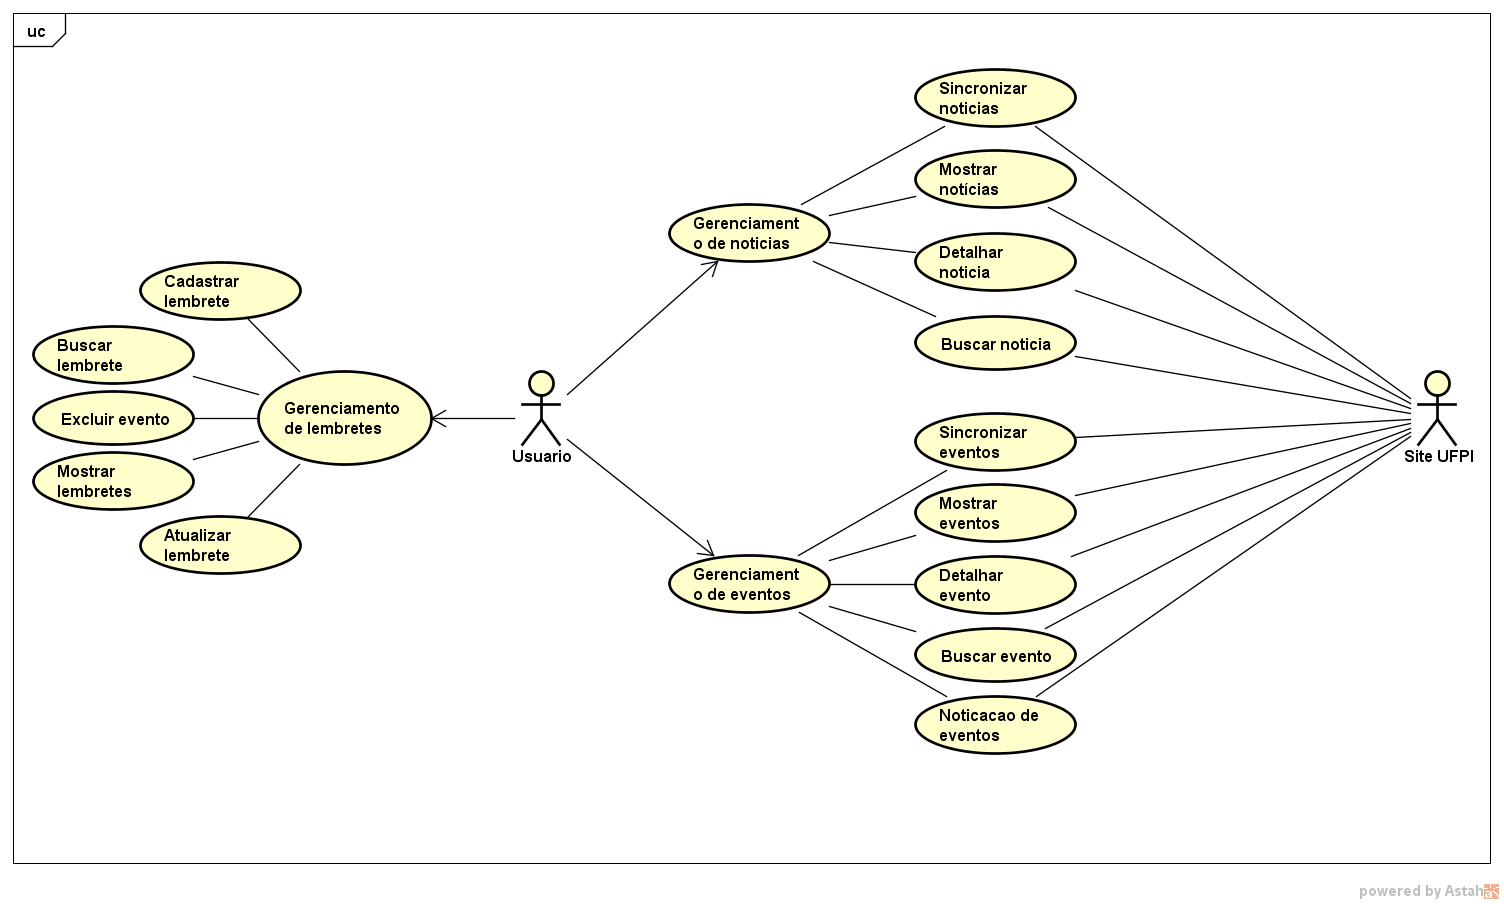 uc
Sincronizar
noticias
Mostrar
notícias
Detalhar
noticia
Buscar noticia
Gerenciament
o de noticias
Cadastrar
lembrete
Buscar
lembrete
Excluir evento
Mostrar
lembretes
Atualizar
lembrete
Gerenciamento
de lembretes
Usuario
Sincronizar
eventos
Mostrar
eventos
Detalhar
evento
Buscar evento
Noticacao de
eventos
Gerenciament
o de eventos
Site UFPI
powered by Astah